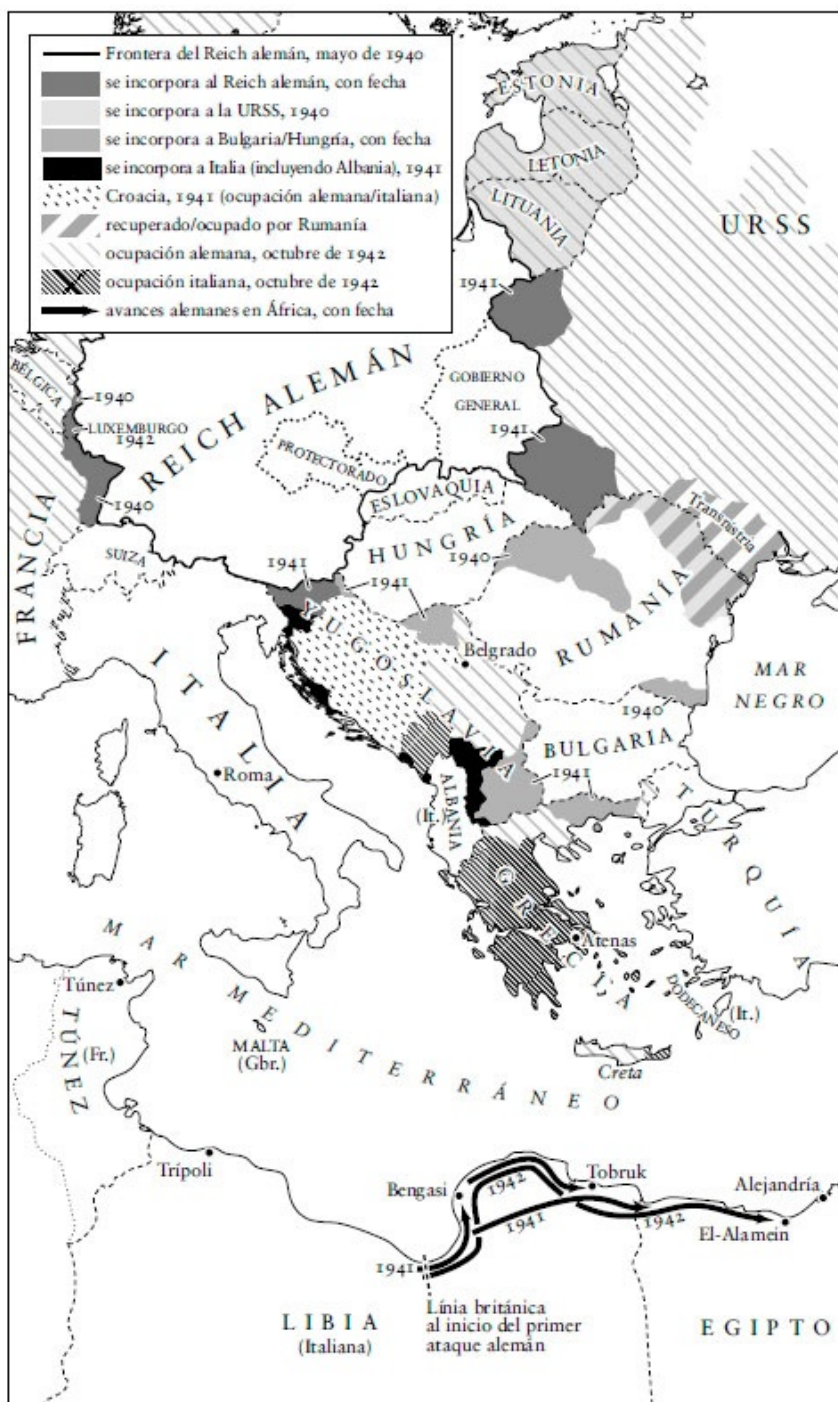 Frontera del Reich alemán, mayo de 1940
se incorpora al Reich alemán, con fecha
se incorpora a la URSS, 1940
se incorpora a Bulgaria/Hungría, con fecha
se incorpora a Italia (incluyendo Albania), 1941
Croacia, 1941 (ocupación alemana/italiana)
recuperado/ocupado por Rumanía
ocupación alemana, octubre de 1942
ocupación italiana, octubre de 1942
avances alemanes en África, con fecha
ESTONIA
LETONIA
LITUANIA
URSS
1941
BÉLGICA
1940
LUXEMBURGO
1942
1940
FRANCIA
REICH ALEMÁN
GOBIERNO
GENERAL
1941
PROTECTORADO
ESLOVAQUIA
SUIZA
HUNGRÍA
1940
Transnistria
1941
1941
YUGOSLAVIA
Belgrado
RUMANÍA
MAR
NEGRO
1940
BULGARIA
1941
ITALIA
Roma
ALBANIA
(It.)
TURQUÍA
GRECIA
Atenas
DODECANESO
(It.)
Creta
MAR MEDITERRÁNEO
Túnez
TÚNEZ
(Fr.)
MALTA
(Gbr.)
Trípoli
Bengasi
1942
Tobruk
1941
1942
Alejandría
El-Alamein
1941
Línia británica
al inicio del primer
ataque alemán
LIBIA
(Italiana)
EGIPTO